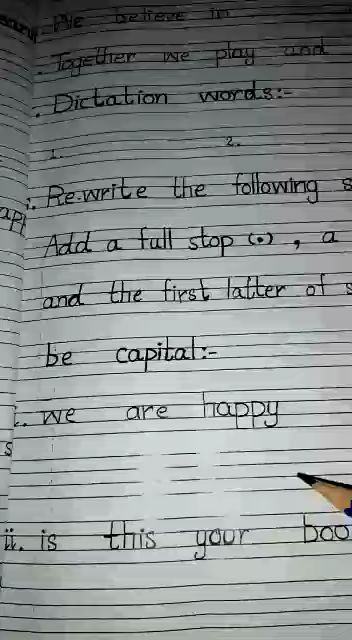 We believe in
Together we play and
Dictation words:-
1. 2.
i. Re-write the following s
Add a full stop (.) , a
and the first latter of s
be capital:-
i. we are happy
ii. is this your boo